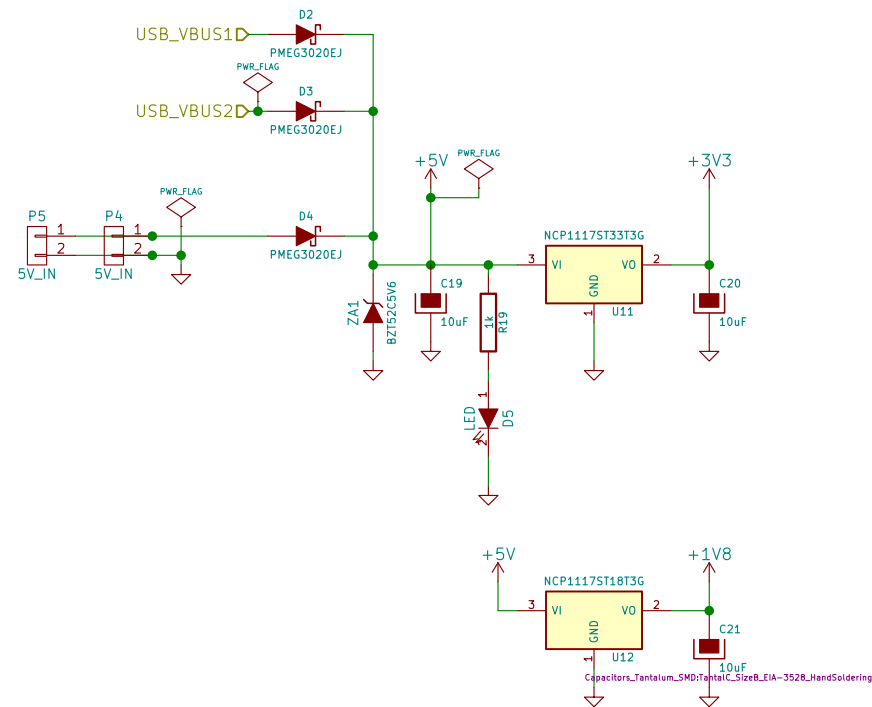 D2
USB_VBUS1
PMEG3020EJ
PWR_FLAG
D3
USB_VBUS2
PMEG3020EJ
+5V
PWR_FLAG
+3V3
PWR_FLAG
P5
1
2
5V_IN
P4
1
2
5V_IN
D4
PMEG3020EJ
NCP1117ST33T3G
3
VI
VO
2
GND
1
U11
ZA1
BZT52C5V6
C19
10uF
1k
R19
C20
10uF
1
LED
D5
2
+5V
+1V8
NCP1117ST18T3G
3
VI
VO
2
GND
1
U12
C21
10uF
Capacitors_Tantalum_SMD:TantalC_SizeB_EIA-3528_HandSoldering